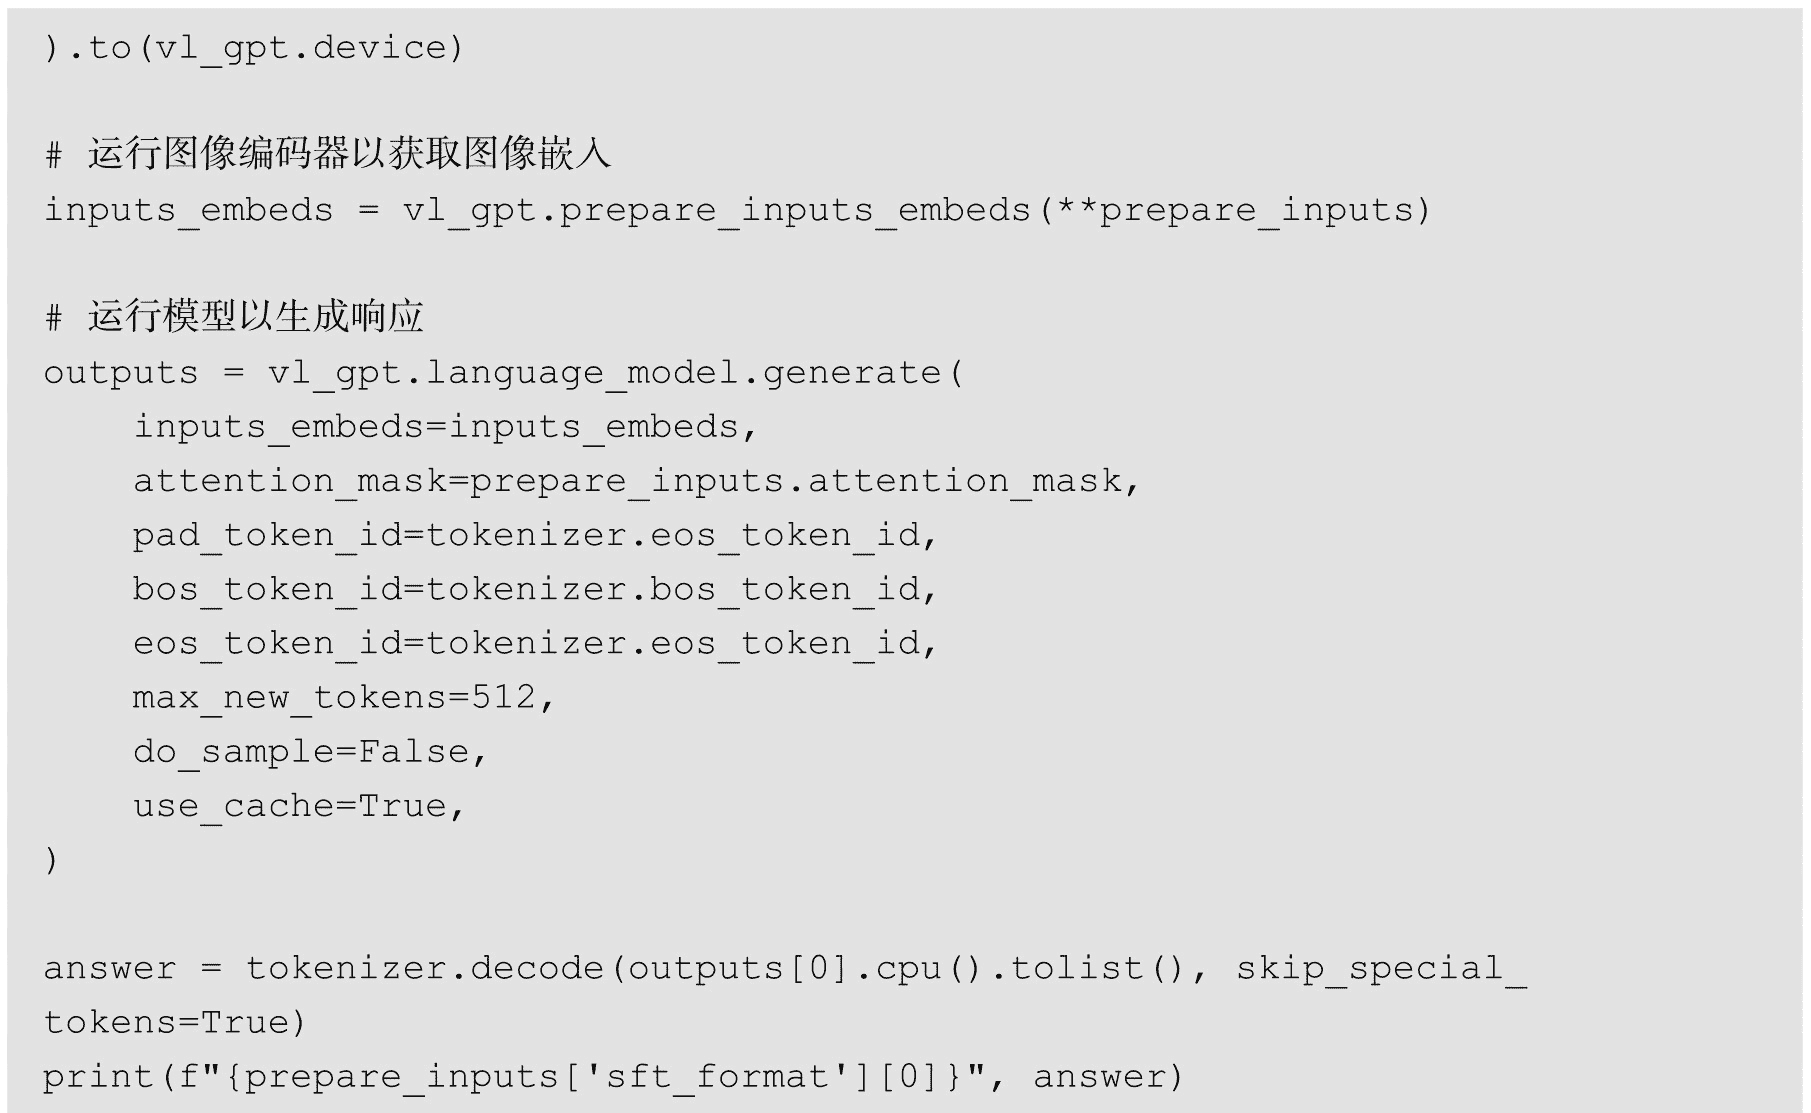 ).to(vl_gpt.device)
# 运行图像编码器以获取图像嵌入
inputs_embeds = vl_gpt.prepare_inputs_embeds(**prepare_inputs)
# 运行模型以生成响应
outputs = vl_gpt.language_model.generate(
    inputs_embeds=inputs_embeds,
    attention_mask=prepare_inputs.attention_mask,
    pad_token_id=tokenizer.eos_token_id,
    bos_token_id=tokenizer.bos_token_id,
    eos_token_id=tokenizer.eos_token_id,
    max_new_tokens=512,
    do_sample=False,
    use_cache=True,
)
answer = tokenizer.decode(outputs[0].cpu().tolist(), skip_special_
tokens=True)
print(f"{prepare_inputs['sft_format'][0]}", answer)